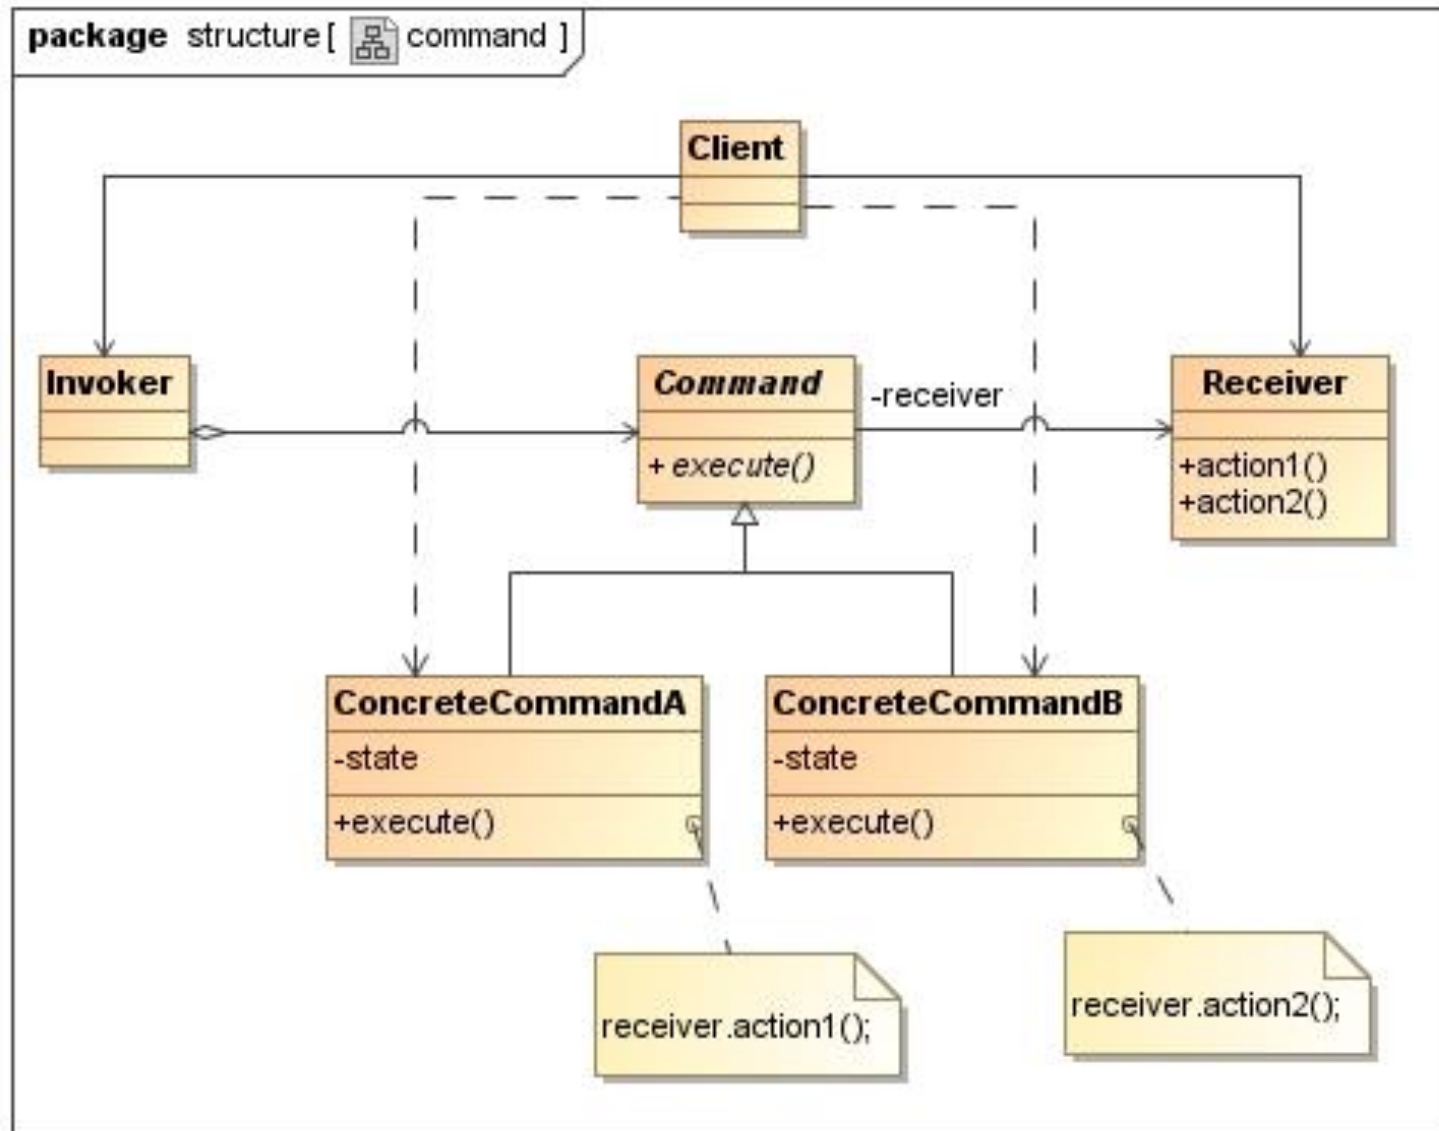 package structure [ command ]
Client
Invoker
Command
+ execute()
-receiver
Receiver
+action1()
+action2()
ConcreteCommandA
-state
+execute()
ConcreteCommandB
-state
+execute()
receiver.action1();
receiver.action2();